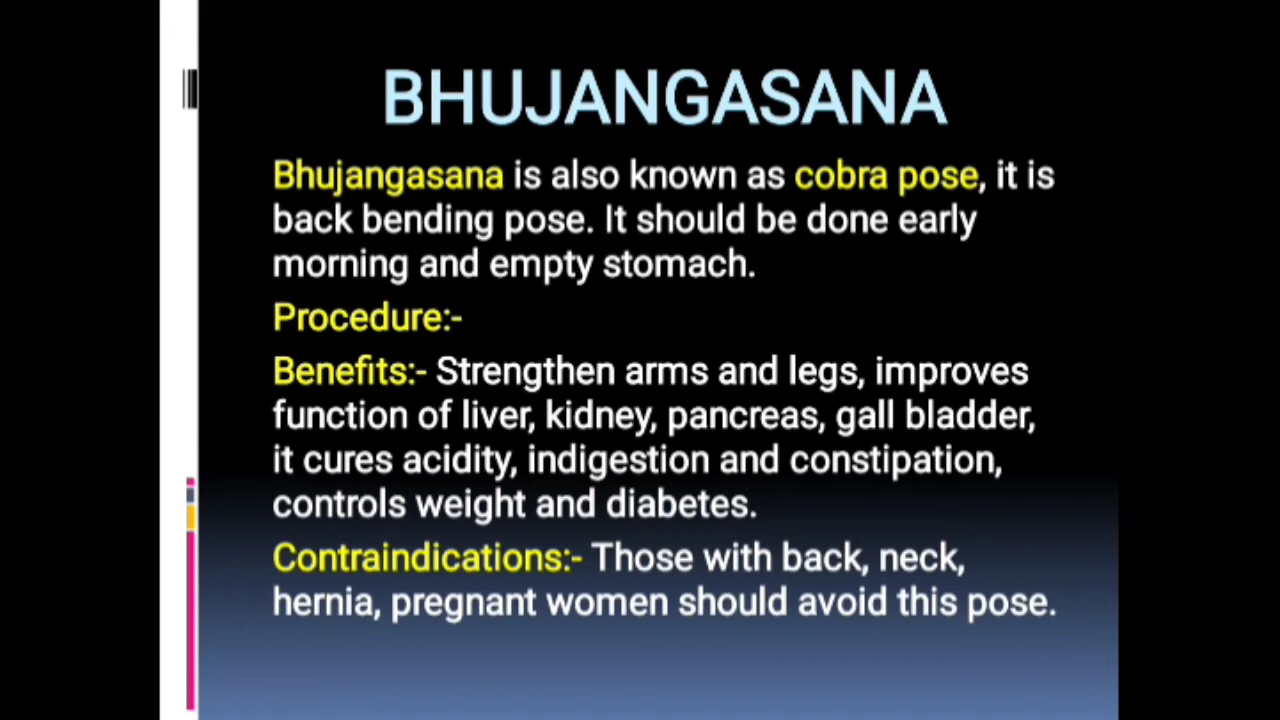 BHUJANGASANA
Bhujangasana is also known as cobra pose, it is
back bending pose. It should be done early
morning and empty stomach.
Procedure:-
Benefits:- Strengthen arms and legs, improves
function of liver, kidney, pancreas, gall bladder,
it cures acidity, indigestion and constipation,
controls weight and diabetes.
Contraindications:- Those with back, neck,
hernia, pregnant women should avoid this pose.